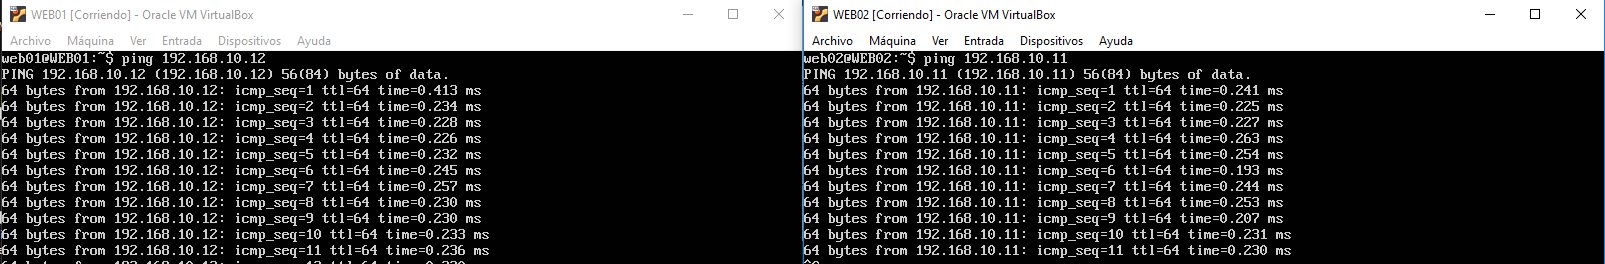 WEB01 [Corriendo] - Oracle VM VirtualBox
Archivo Máquina Ver Entrada Dispositivos Ayuda
web01@WEB01:~$ ping 192.168.10.12
PING 192.168.10.12 (192.168.10.12) 56(84) bytes of data.
64 bytes from 192.168.10.12: icmp_seq=1 ttl=64 time=0.413 ms
64 bytes from 192.168.10.12: icmp_seq=2 ttl=64 time=0.234 ms
64 bytes from 192.168.10.12: icmp_seq=3 ttl=64 time=0.228 ms
64 bytes from 192.168.10.12: icmp_seq=4 ttl=64 time=0.226 ms
64 bytes from 192.168.10.12: icmp_seq=5 ttl=64 time=0.232 ms
64 bytes from 192.168.10.12: icmp_seq=6 ttl=64 time=0.245 ms
64 bytes from 192.168.10.12: icmp_seq=7 ttl=64 time=0.257 ms
64 bytes from 192.168.10.12: icmp_seq=8 ttl=64 time=0.230 ms
64 bytes from 192.168.10.12: icmp_seq=9 ttl=64 time=0.230 ms
64 bytes from 192.168.10.12: icmp_seq=10 ttl=64 time=0.233 ms
64 bytes from 192.168.10.12: icmp_seq=11 ttl=64 time=0.236 ms
WEB02 [Corriendo] - Oracle VM VirtualBox
Archivo Máquina Ver Entrada Dispositivos Ayuda
web02@WEB02:~$ ping 192.168.10.11
PING 192.168.10.11 (192.168.10.11) 56(84) bytes of data.
64 bytes from 192.168.10.11: icmp_seq=1 ttl=64 time=0.241 ms
64 bytes from 192.168.10.11: icmp_seq=2 ttl=64 time=0.225 ms
64 bytes from 192.168.10.11: icmp_seq=3 ttl=64 time=0.227 ms
64 bytes from 192.168.10.11: icmp_seq=4 ttl=64 time=0.263 ms
64 bytes from 192.168.10.11: icmp_seq=5 ttl=64 time=0.254 ms
64 bytes from 192.168.10.11: icmp_seq=6 ttl=64 time=0.193 ms
64 bytes from 192.168.10.11: icmp_seq=7 ttl=64 time=0.244 ms
64 bytes from 192.168.10.11: icmp_seq=8 ttl=64 time=0.253 ms
64 bytes from 192.168.10.11: icmp_seq=9 ttl=64 time=0.207 ms
64 bytes from 192.168.10.11: icmp_seq=10 ttl=64 time=0.231 ms
64 bytes from 192.168.10.11: icmp_seq=11 ttl=64 time=0.230 ms